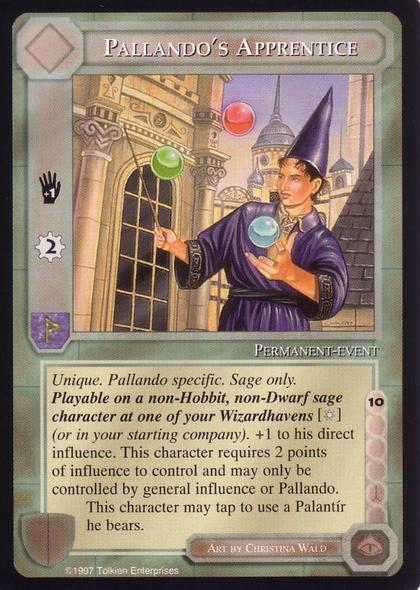 PALLANDO'S APPRENTICE
+1
2
PERMANENT-EVENT
Unique. Pallando specific. Sage only.
Playable on a non-Hobbit, non-Dwarf sage
character at one of your Wizardhavens [☼]
(or in your starting company). +1 to his direct
influence. This character requires 2 points
of influence to control and may only be
controlled by general influence or Pallando.
This character may tap to use a Palantír
he bears.
10
ART BY CHRISTINA WALD
©1997 Tolkien Enterprises